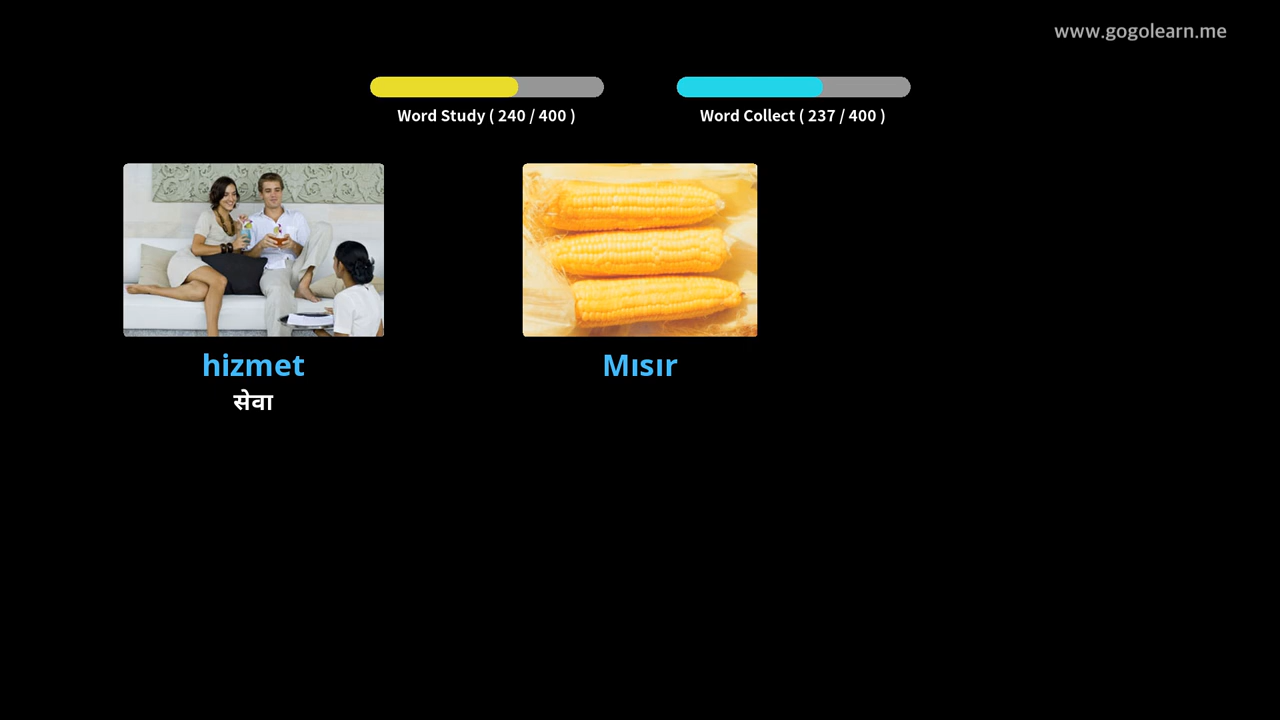 www.gogolearn.me
Word Study ( 240 / 400 )
Word Collect ( 237 / 400 )
hizmet
सेवा
Mısır